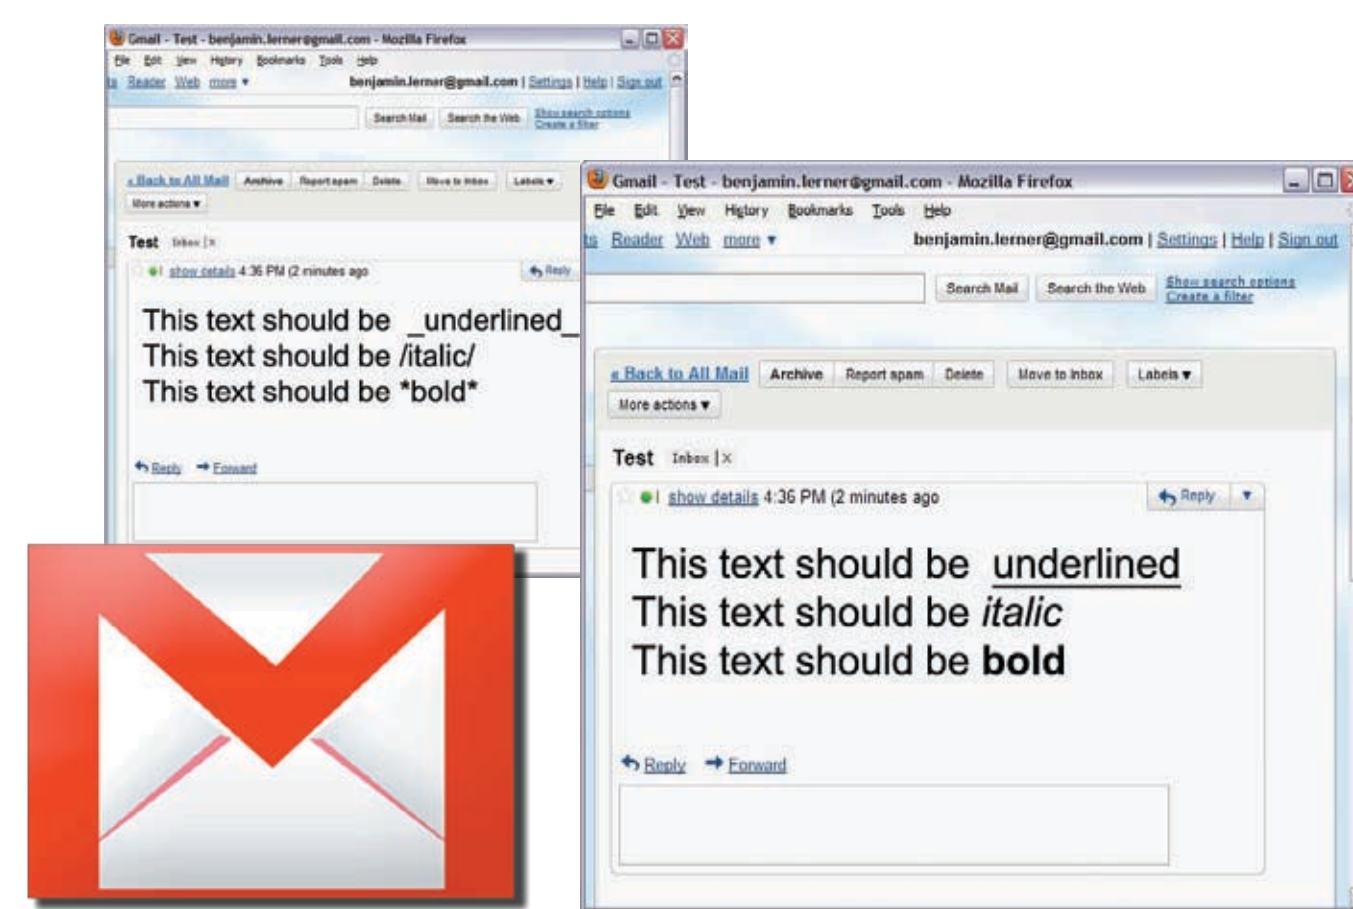 Gmail - Test - benjamin.lerner@gmail.com - Mozilla Firefox
File Edit View History Bookmarks Tools Help
ts Reader Web more ▾ benjamin.lerner@gmail.com | Settings | Help | Sign out
Search Mail Search the Web Show search options
Create a filter
« Back to All Mail Archive Report spam Delete Move to Inbox Labels ▾
More actions ▾
Test Inbox | X
show details 4:36 PM (2 minutes ago Reply
This text should be _underlined_
This text should be /italic/
This text should be *bold*
Reply Forward
Gmail - Test - benjamin.lerner@gmail.com - Mozilla Firefox
File Edit View History Bookmarks Tools Help
ts Reader Web more ▾ benjamin.lerner@gmail.com | Settings | Help | Sign out
Search Mail Search the Web Show search options
Create a filter
« Back to All Mail Archive Report spam Delete Move to Inbox Labels ▾
More actions ▾
Test Inbox | X
show details 4:36 PM (2 minutes ago Reply ▾
This text should be underlined
This text should be italic
This text should be bold
Reply Forward